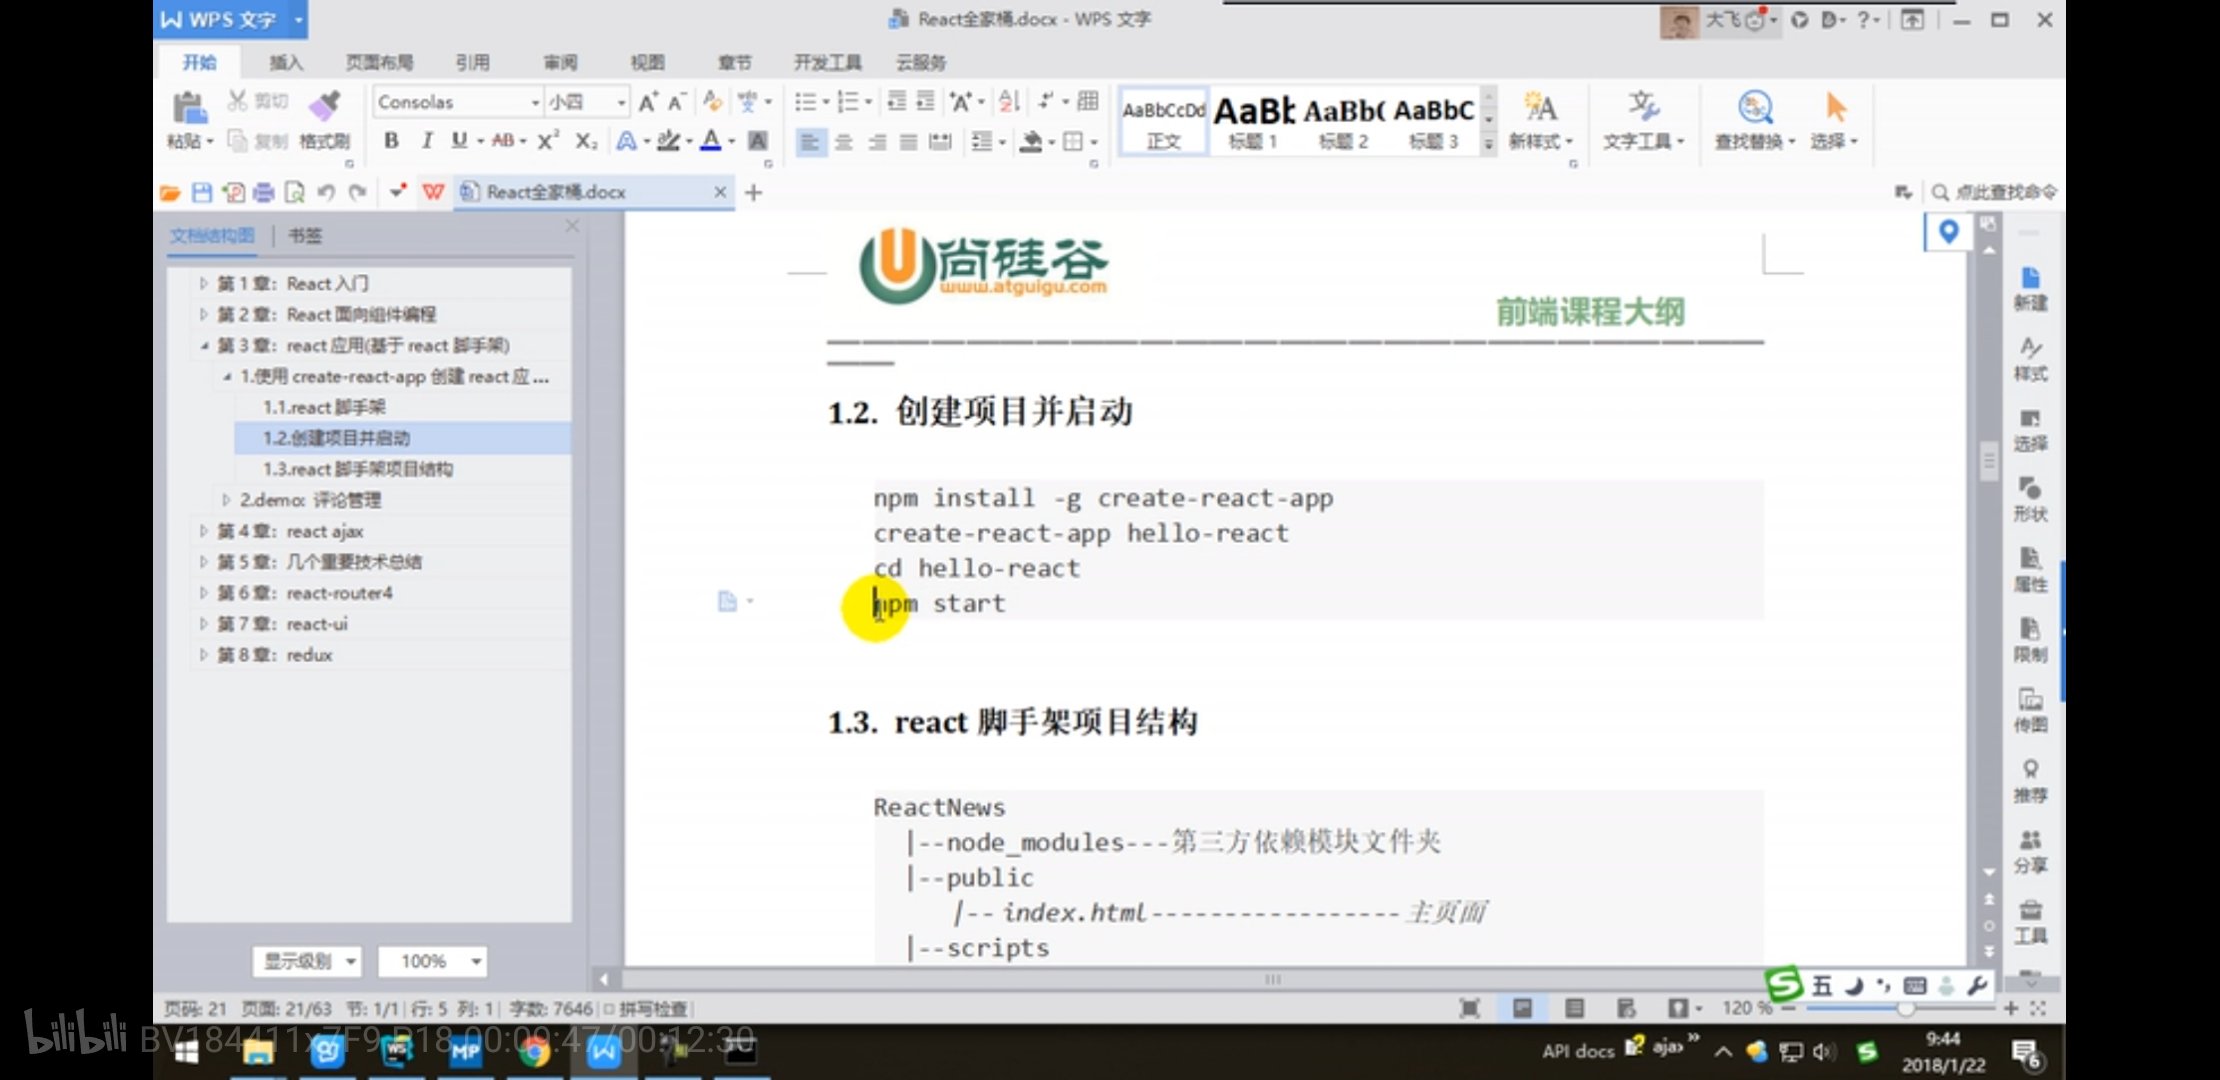 WPS 文字
React全家桶.docx - WPS 文字
大飞
开始
插入
页面布局
引用
审阅
视图
章节
开发工具
云服务
粘贴
剪切
复制
格式刷
Consolas
小四
AaBbCcDd
正文
AaBb
标题 1
AaBb(
标题 2
AaBbC
标题 3
新样式
文字工具
查找替换
选择
React全家桶.docx
点此查找命令
文档结构图
书签
第 1 章：React 入门
第 2 章：React 面向组件编程
第 3 章：react 应用(基于 react 脚手架)
1.使用 create-react-app 创建 react 应...
1.1.react 脚手架
1.2.创建项目并启动
1.3.react 脚手架项目结构
2.demo: 评论管理
第 4 章：react ajax
第 5 章：几个重要技术总结
第 6 章：react-router4
第 7 章：react-ui
第 8 章：redux
显示级别
100%
尚硅谷
www.atguigu.com
前端课程大纲
1.2. 创建项目并启动
npm install -g create-react-app
create-react-app hello-react
cd hello-react
npm start
1.3. react 脚手架项目结构
ReactNews
|--node_modules---第三方依赖模块文件夹
|--public
|-- index.html-----------------主页面
|--scripts
新建
样式
选择
形状
属性
限制
传图
推荐
分享
工具
五
页码: 21 页面: 21/63 节: 1/1 行: 5 列: 1 字数: 7646 拼写检查
120 %
bilibili BV184411x7F9 P18 00:09:47/00:12:30
API docs
ajax
9:44
2018/1/22
6